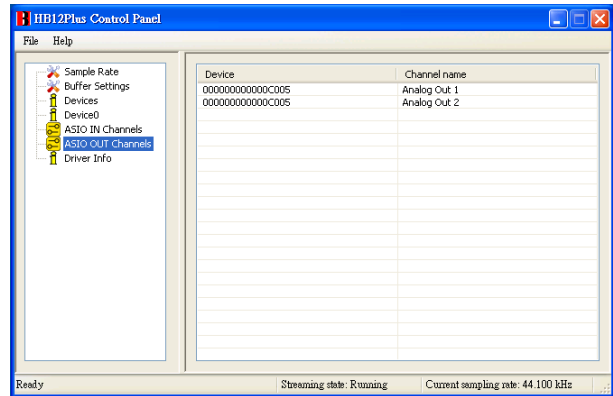 HB12Plus Control Panel
File Help
Sample Rate
Buffer Settings
Devices
Device0
ASIO IN Channels
ASIO OUT Channels
Driver Info
Device Channel name
000000000000C005 Analog Out 1
000000000000C005 Analog Out 2
Ready Streaming state: Running Current sampling rate: 44.100 kHz